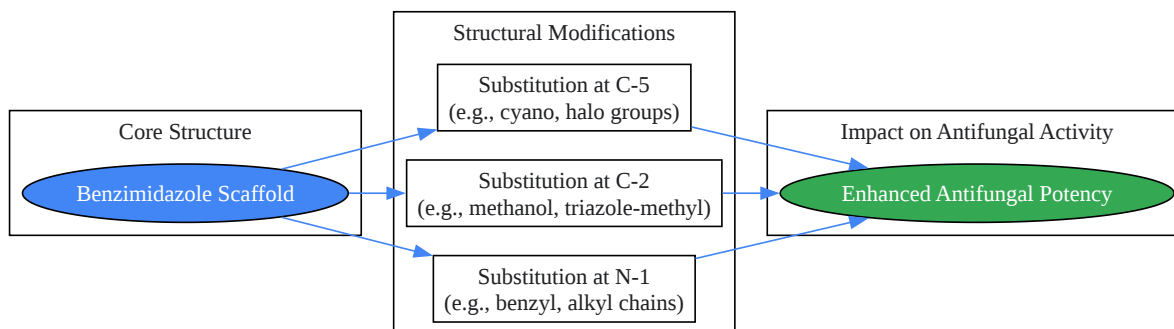 Core Structure
Benzimidazole Scaffold
Structural Modifications
Substitution at C-5
(e.g., cyano, halo groups)
Substitution at C-2
(e.g., methanol, triazole-methyl)
Substitution at N-1
(e.g., benzyl, alkyl chains)
Impact on Antifungal Activity
Enhanced Antifungal Potency